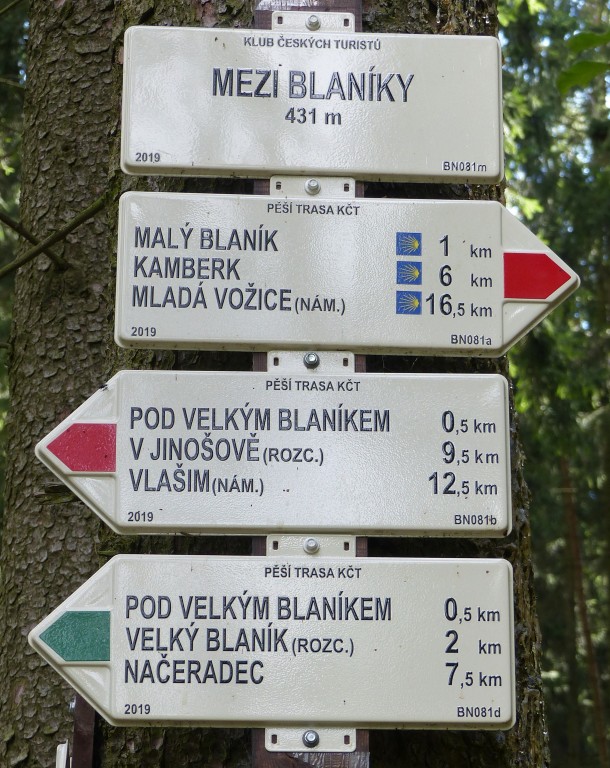 KLUB ČESKÝCH TURISTŮ
MEZI BLANÍKY
431 m
2019 BN081m
PĚŠÍ TRASA KČT
MALÝ BLANÍK 1 km
KAMBERK 6 km
MLADÁ VOŽICE (NÁM.) 16,5 km
2019 BN081a
PĚŠÍ TRASA KČT
POD VELKÝM BLANÍKEM 0,5 km
V JINOŠOVĚ (ROZC.) 9,5 km
VLAŠIM (NÁM.) 12,5 km
2019 BN081b
PĚŠÍ TRASA KČT
POD VELKÝM BLANÍKEM 0,5 km
VELKÝ BLANÍK (ROZC.) 2 km
NAČERADEC 7,5 km
2019 BN081d